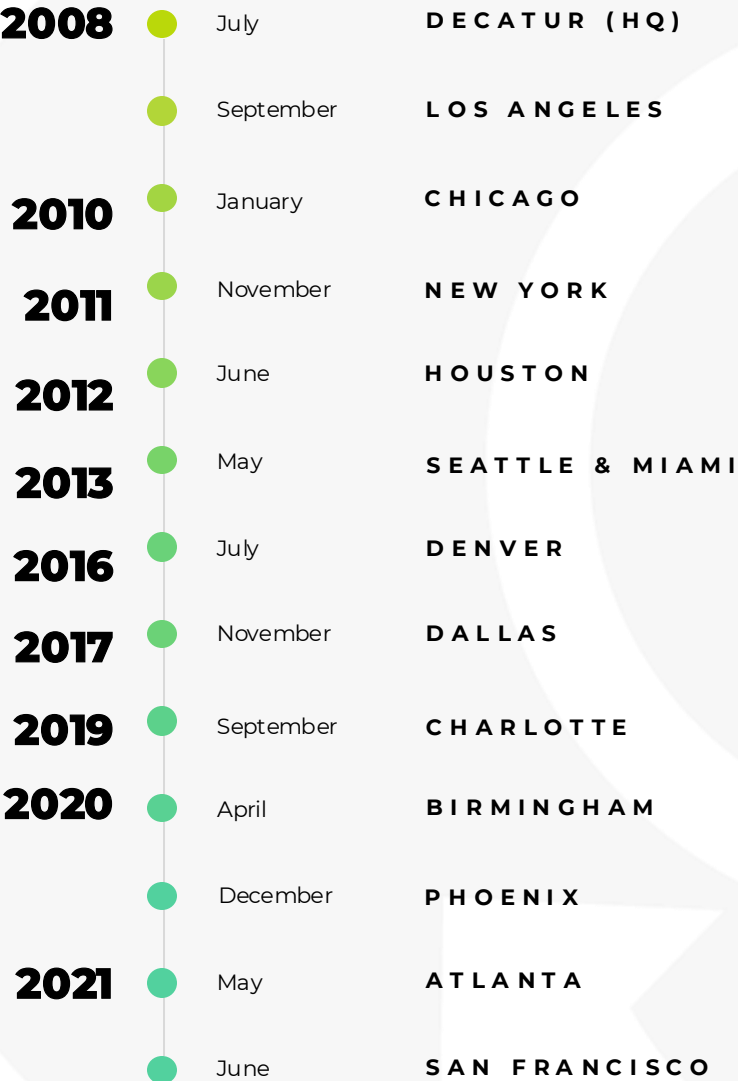 2008 July DECATUR (HQ)
September LOS ANGELES
2010 January CHICAGO
2011 November NEW YORK
2012 June HOUSTON
2013 May SEATTLE & MIAMI
2016 July DENVER
2017 November DALLAS
2019 September CHARLOTTE
2020 April BIRMINGHAM
December PHOENIX
2021 May ATLANTA
June SAN FRANCISCO